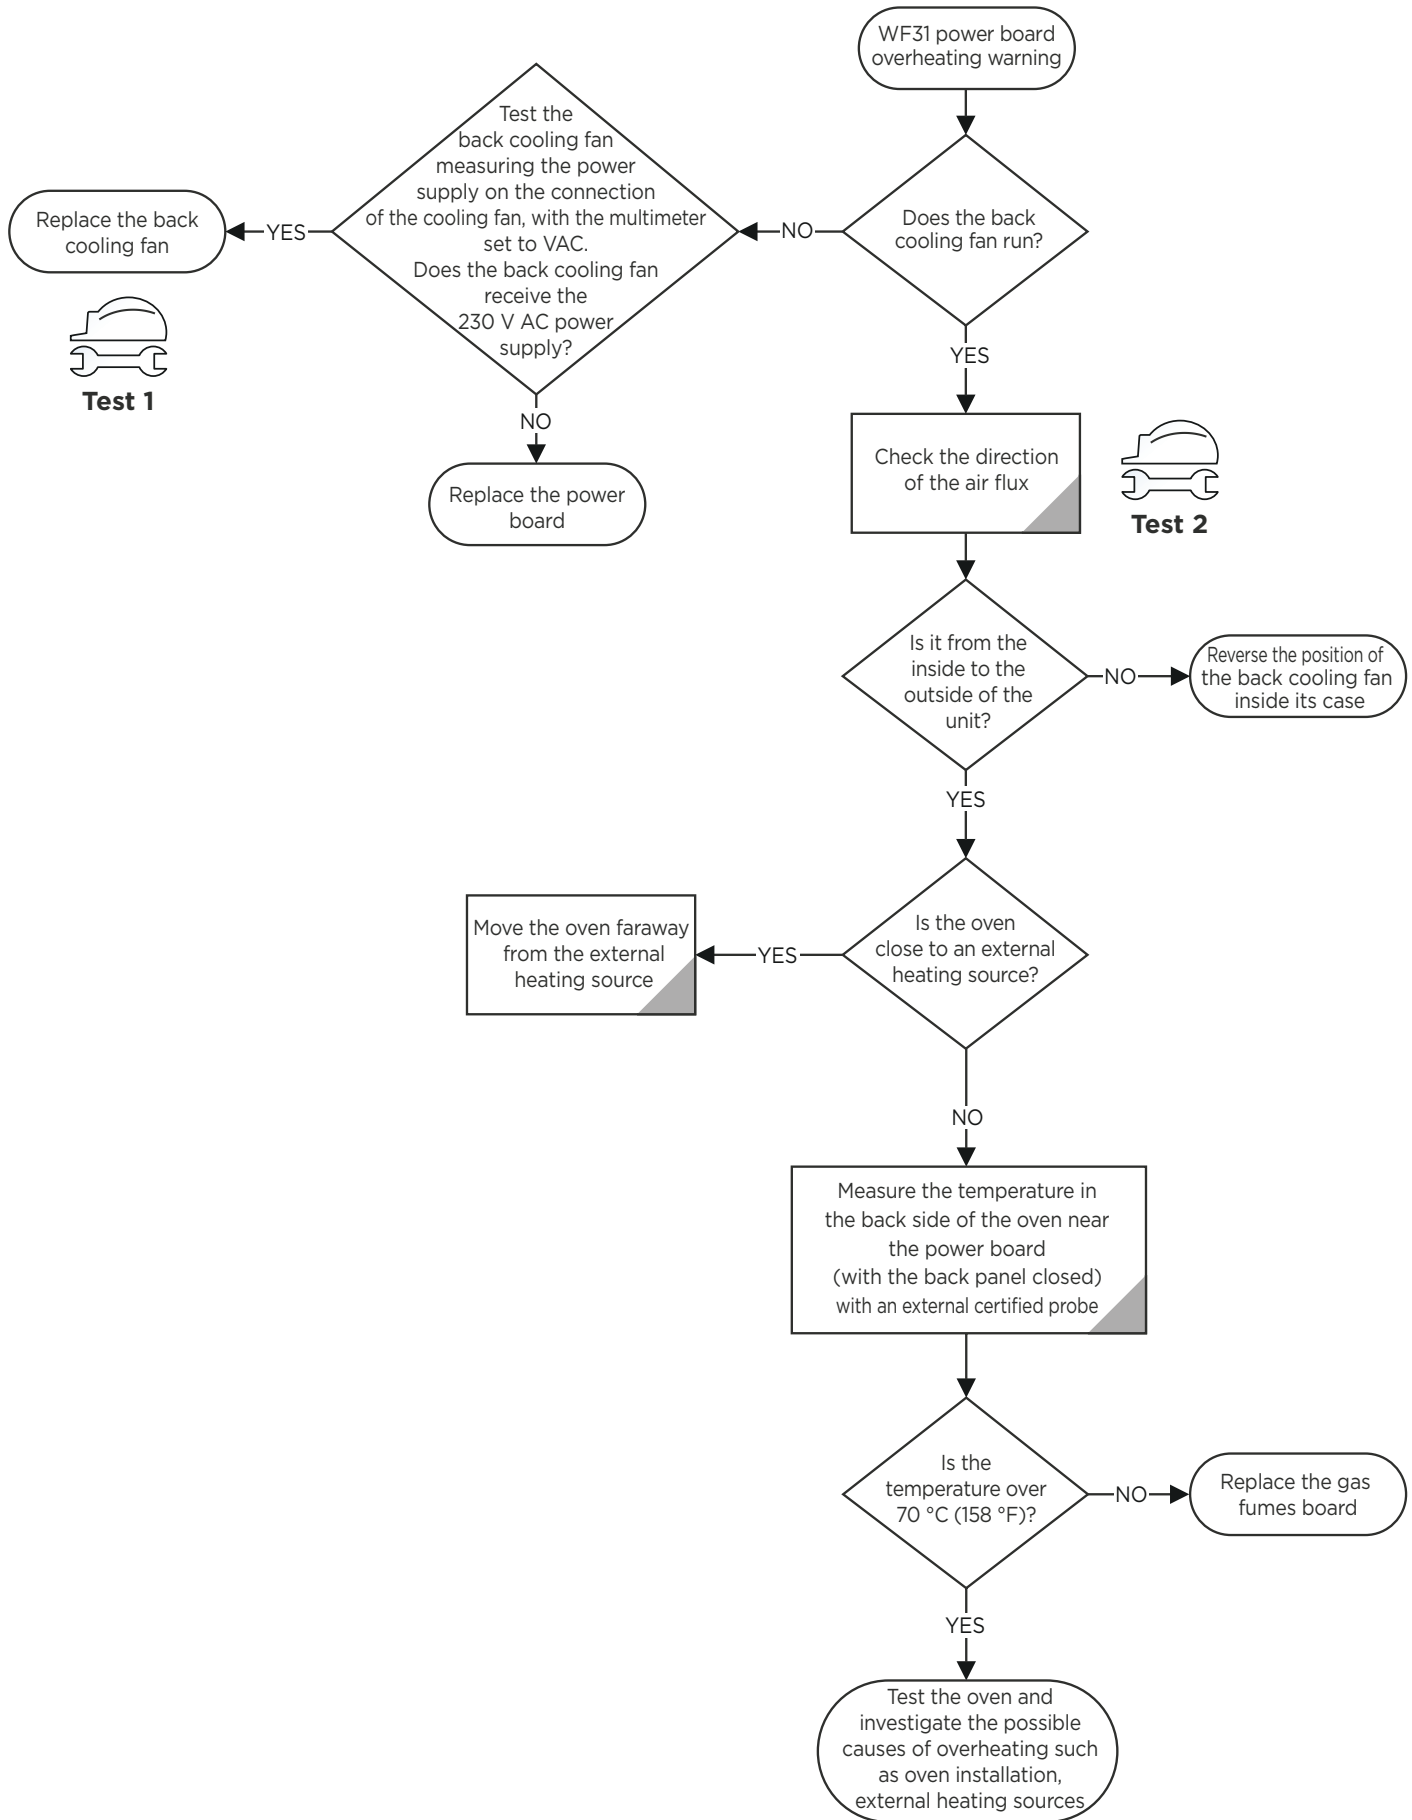 WF31 power board
overheating warning
Does the back
cooling fan run?
NO
Test the
back cooling fan
measuring the power
supply on the connection
of the cooling fan, with the multimeter
set to VAC.
Does the back cooling fan
receive the
230 V AC power
supply?
YES
Replace the back
cooling fan
Test 1
NO
Replace the power
board
YES
Check the direction
of the air flux
Test 2
Is it from the
inside to the
outside of the
unit?
NO
Reverse the position of
the back cooling fan
inside its case
YES
Is the oven
close to an external
heating source?
YES
Move the oven faraway
from the external
heating source
NO
Measure the temperature in
the back side of the oven near
the power board
(with the back panel closed)
with an external certified probe
Is the
temperature over
70 °C (158 °F)?
NO
Replace the gas
fumes board
YES
Test the oven and
investigate the possible
causes of overheating such
as oven installation,
external heating sources